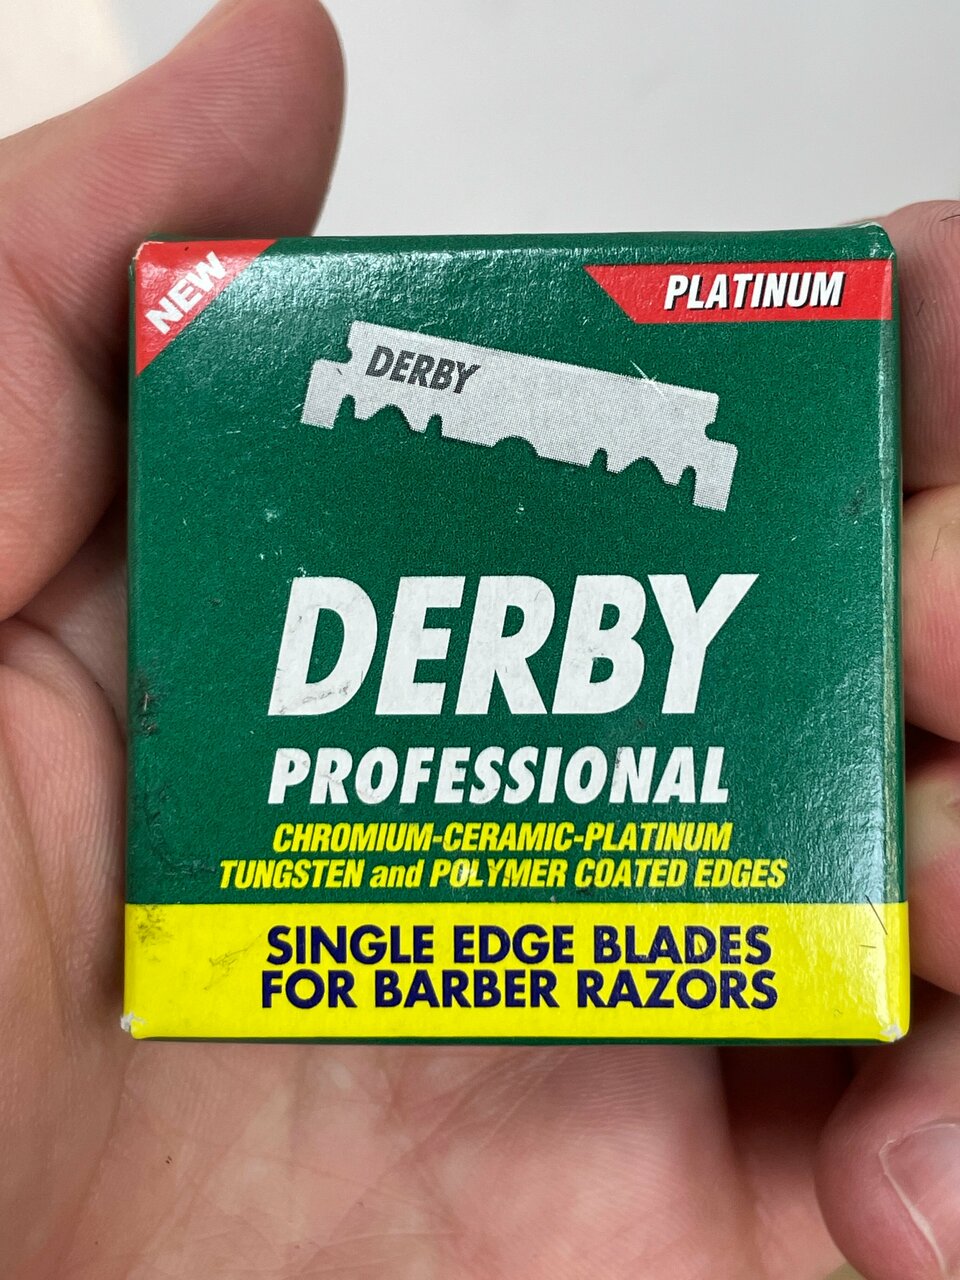 NEW
PLATINUM
DERBY
DERBY
PROFESSIONAL
CHROMIUM-CERAMIC-PLATINUM
TUNGSTEN and POLYMER COATED EDGES
SINGLE EDGE BLADES
FOR BARBER RAZORS